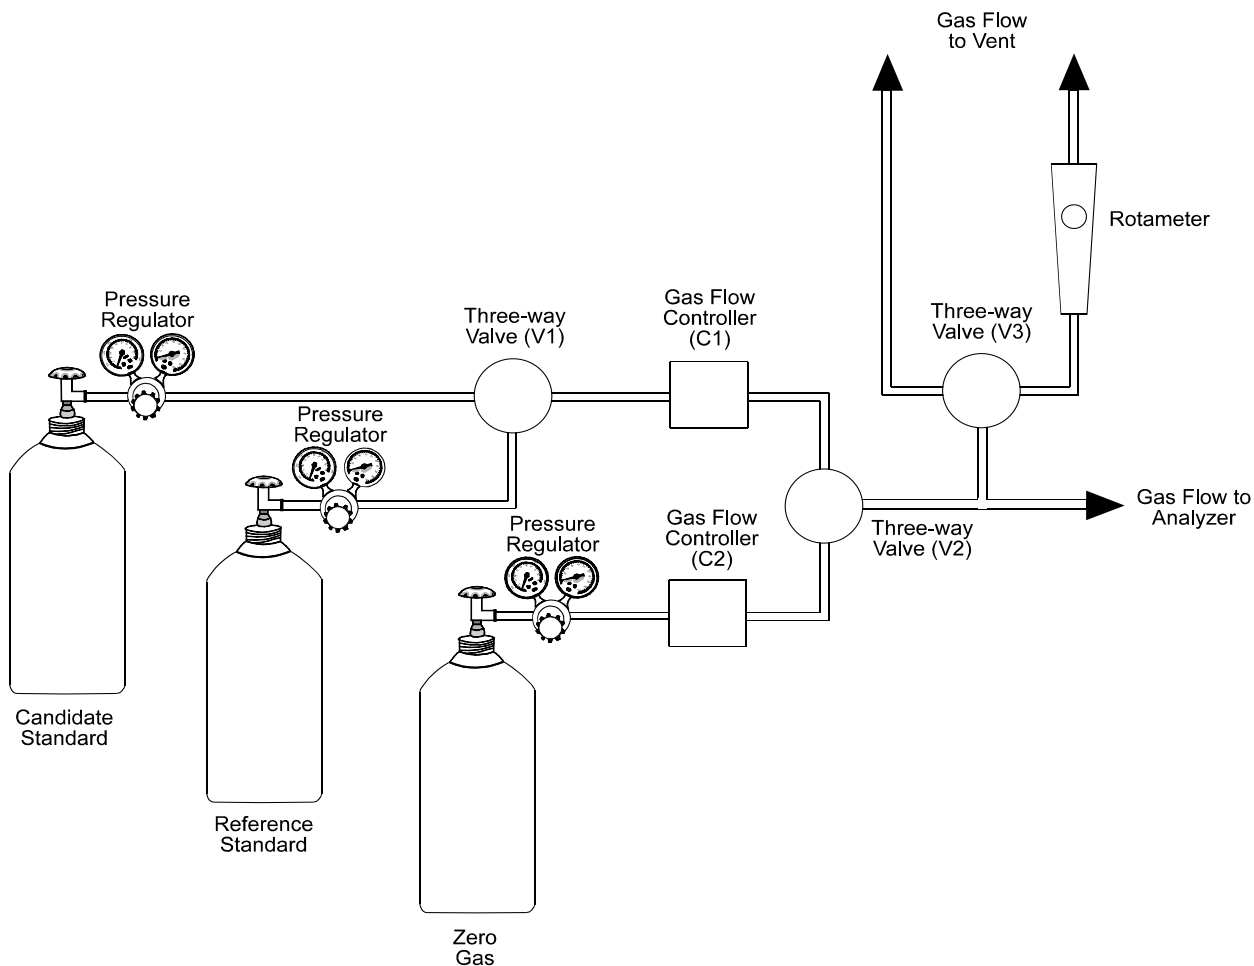 Gas Flow
to Vent
Rotameter
Pressure
Regulator
Three-way
Valve (V1)
Gas Flow
Controller
(C1)
Three-way
Valve (V3)
Pressure
Regulator
Pressure
Regulator
Gas Flow
Controller
(C2)
Three-way
Valve (V2)
Gas Flow to
Analyzer
Candidate
Standard
Reference
Standard
Zero
Gas